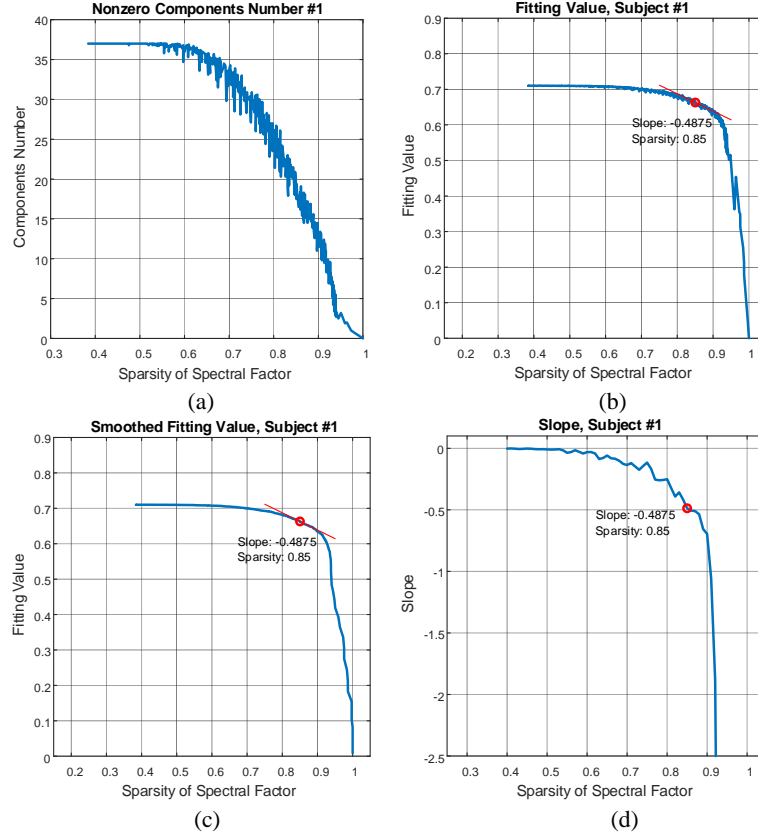 Nonzero Components Number #1
40
35
30
25
20
15
10
5
0
Components Number
0.3 0.4 0.5 0.6 0.7 0.8 0.9 1
Sparsity of Spectral Factor
(a)
Fitting Value, Subject #1
0.9
0.8
0.7
0.6
0.5
0.4
0.3
0.2
0.1
0
Fitting Value
Slope: -0.4875
Sparsity: 0.85
0.2 0.3 0.4 0.5 0.6 0.7 0.8 0.9 1
Sparsity of Spectral Factor
(b)
Smoothed Fitting Value, Subject #1
0.9
0.8
0.7
0.6
0.5
0.4
0.3
0.2
0.1
0
Fitting Value
Slope: -0.4875
Sparsity: 0.85
0.2 0.3 0.4 0.5 0.6 0.7 0.8 0.9 1
Sparsity of Spectral Factor
(c)
Slope, Subject #1
0
-0.5
-1
-1.5
-2
-2.5
Slope
Slope: -0.4875
Sparsity: 0.85
0.2 0.3 0.4 0.5 0.6 0.7 0.8 0.9 1
Sparsity of Spectral Factor
(d)